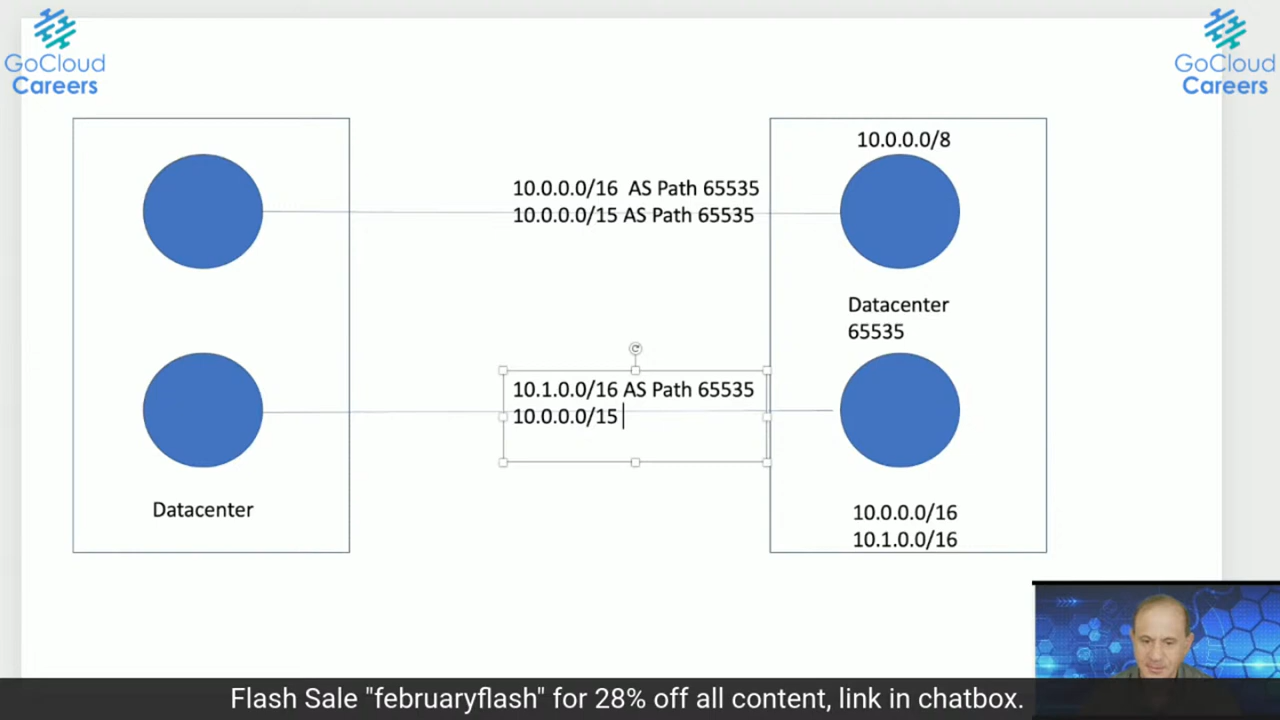 GoCloud
Careers
GoCloud
Careers
10.0.0.0/8
10.0.0.0/16 AS Path 65535
10.0.0.0/15 AS Path 65535
Datacenter
65535
10.1.0.0/16 AS Path 65535
10.0.0.0/15
Datacenter
10.0.0.0/16
10.1.0.0/16
Flash Sale "februaryflash" for 28% off all content, link in chatbox.